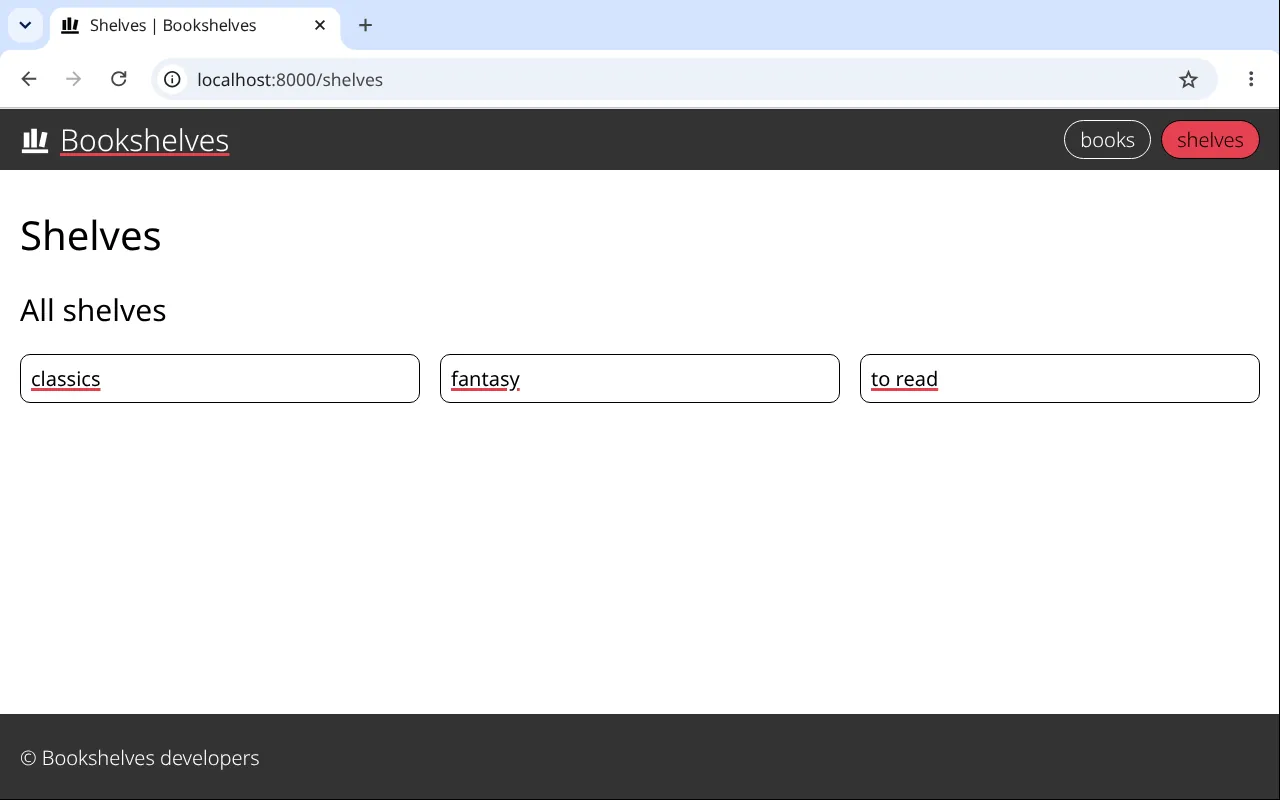 Shelves | Bookshelves
localhost:8000/shelves
Bookshelves
books
shelves
Shelves
All shelves
classics
fantasy
to read
© Bookshelves developers